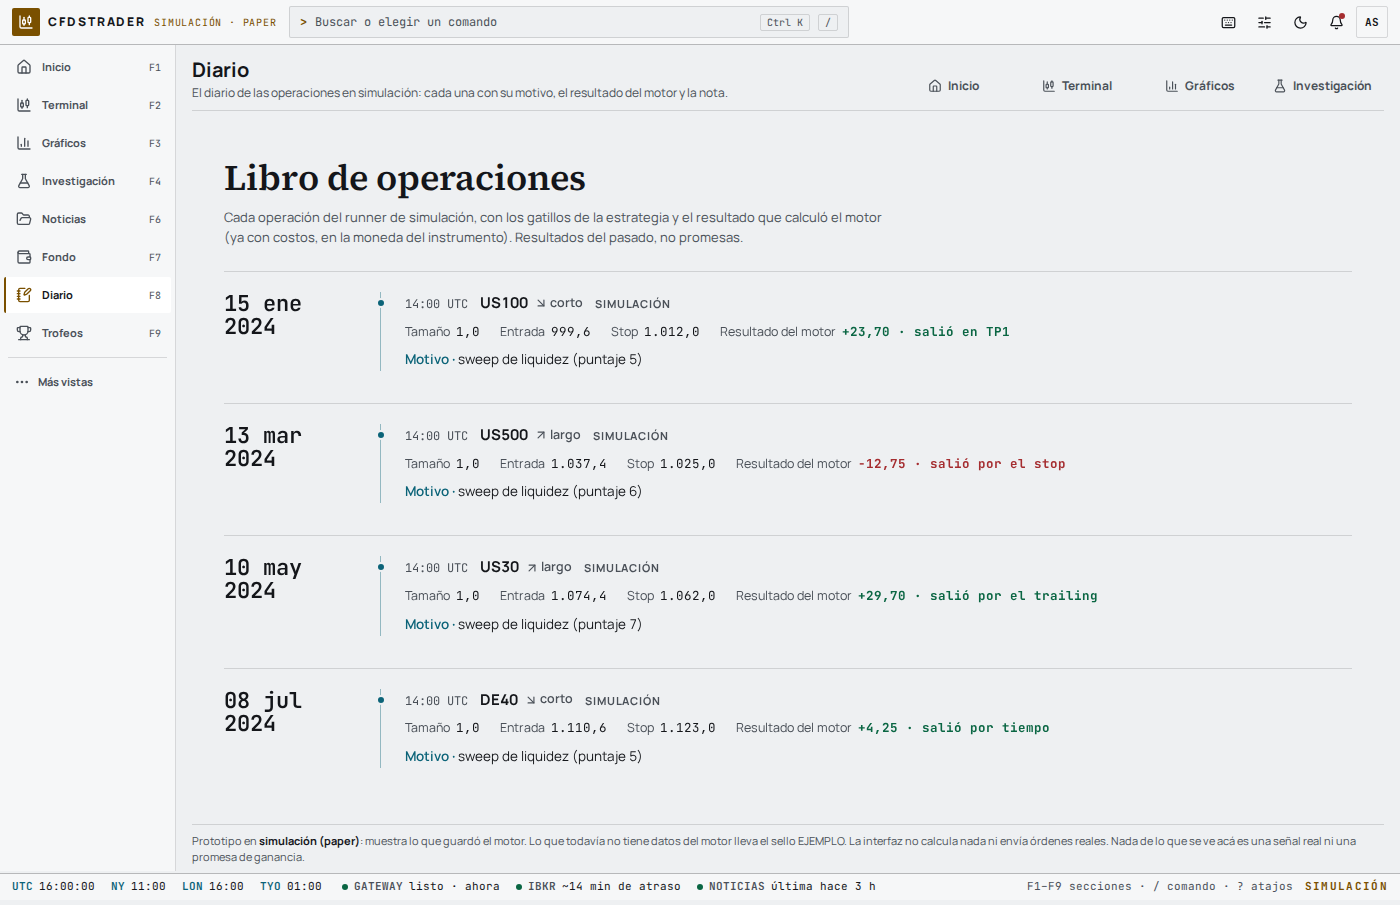 CFDSTRADER SIMULACIÓN · PAPER > Buscar o elegir un comando Ctrl K / AS
Inicio F1
Terminal F2
Gráficos F3
Investigación F4
Noticias F6
Fondo F7
Diario F8
Trofeos F9
Más vistas
Diario
El diario de las operaciones en simulación: cada una con su motivo, el resultado del motor y la nota.
Inicio Terminal Gráficos Investigación
Libro de operaciones
Cada operación del runner de simulación, con los gatillos de la estrategia y el resultado que calculó el motor
(ya con costos, en la moneda del instrumento). Resultados del pasado, no promesas.
15 ene
2024
14:00 UTC US100 ↘ corto SIMULACIÓN
Tamaño 1,0 Entrada 999,6 Stop 1.012,0 Resultado del motor +23,70 · salió en TP1
Motivo · sweep de liquidez (puntaje 5)
13 mar
2024
14:00 UTC US500 ↗ largo SIMULACIÓN
Tamaño 1,0 Entrada 1.037,4 Stop 1.025,0 Resultado del motor -12,75 · salió por el stop
Motivo · sweep de liquidez (puntaje 6)
10 may
2024
14:00 UTC US30 ↗ largo SIMULACIÓN
Tamaño 1,0 Entrada 1.074,4 Stop 1.062,0 Resultado del motor +29,70 · salió por el trailing
Motivo · sweep de liquidez (puntaje 7)
08 jul
2024
14:00 UTC DE40 ↘ corto SIMULACIÓN
Tamaño 1,0 Entrada 1.110,6 Stop 1.123,0 Resultado del motor +4,25 · salió por tiempo
Motivo · sweep de liquidez (puntaje 5)
Prototipo en simulación (paper): muestra lo que guardó el motor. Lo que todavía no tiene datos del motor lleva el sello EJEMPLO. La interfaz no calcula nada ni envía órdenes reales. Nada de lo que se ve acá es una señal real ni una
promesa de ganancia.
UTC 16:00:00 NY 11:00 LON 16:00 TYO 01:00 GATEWAY listo · ahora IBKR ~14 min de atraso NOTICIAS última hace 3 h F1–F9 secciones · / comando · ? atajos SIMULACIÓN